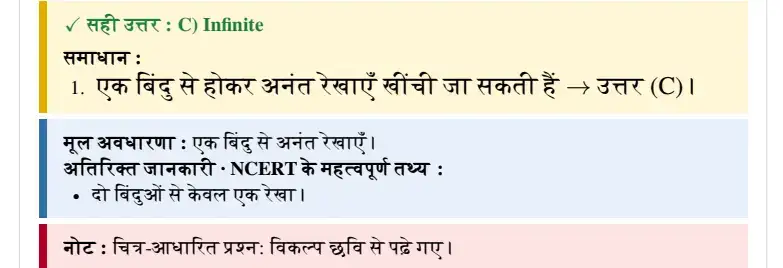 ✓ सही उत्तर : C) Infinite
समाधान :
1. एक बिंदु से होकर अनंत रेखाएँ खींची जा सकती हैं → उत्तर (C)।
मूल अवधारणा : एक बिंदु से अनंत रेखाएँ।
अतिरिक्त जानकारी · NCERT के महत्वपूर्ण तथ्य :
• दो बिंदुओं से केवल एक रेखा।
नोट : चित्र-आधारित प्रश्न: विकल्प छवि से पढ़े गए।